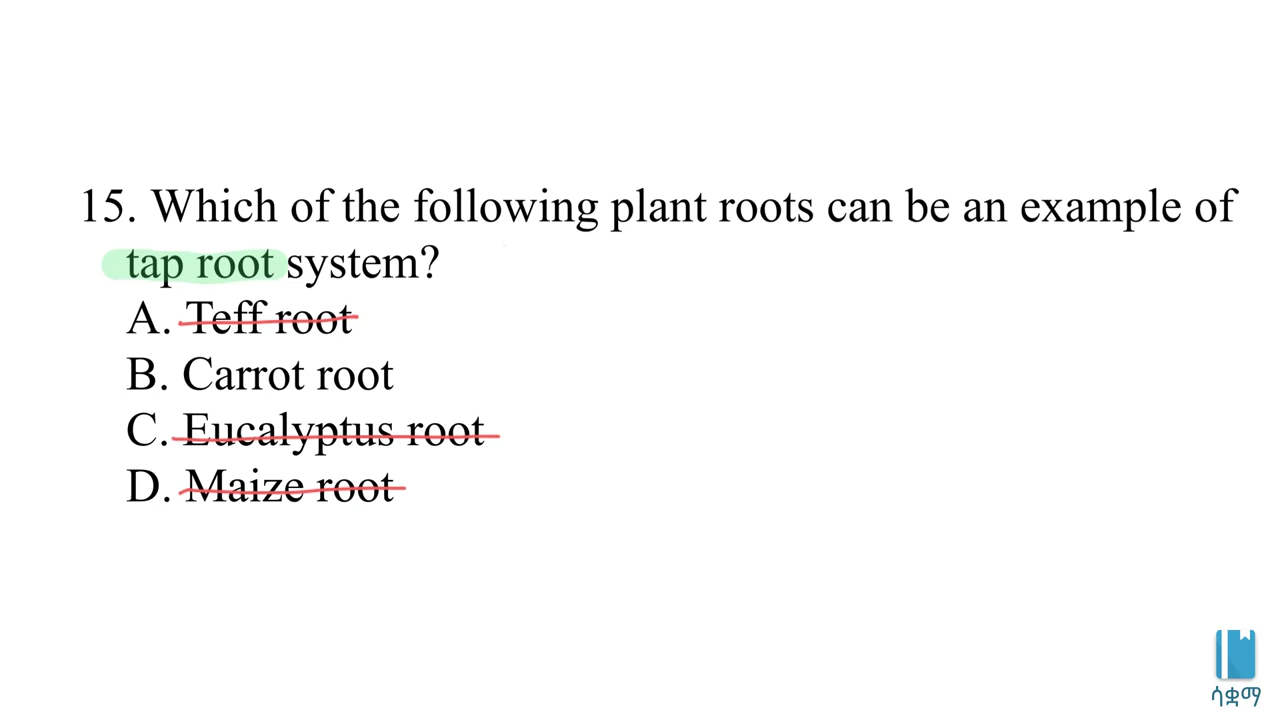 15. Which of the following plant roots can be an example of
tap root system?
A. Teff root
B. Carrot root
C. Eucalyptus root
D. Maize root
ሳቋማ